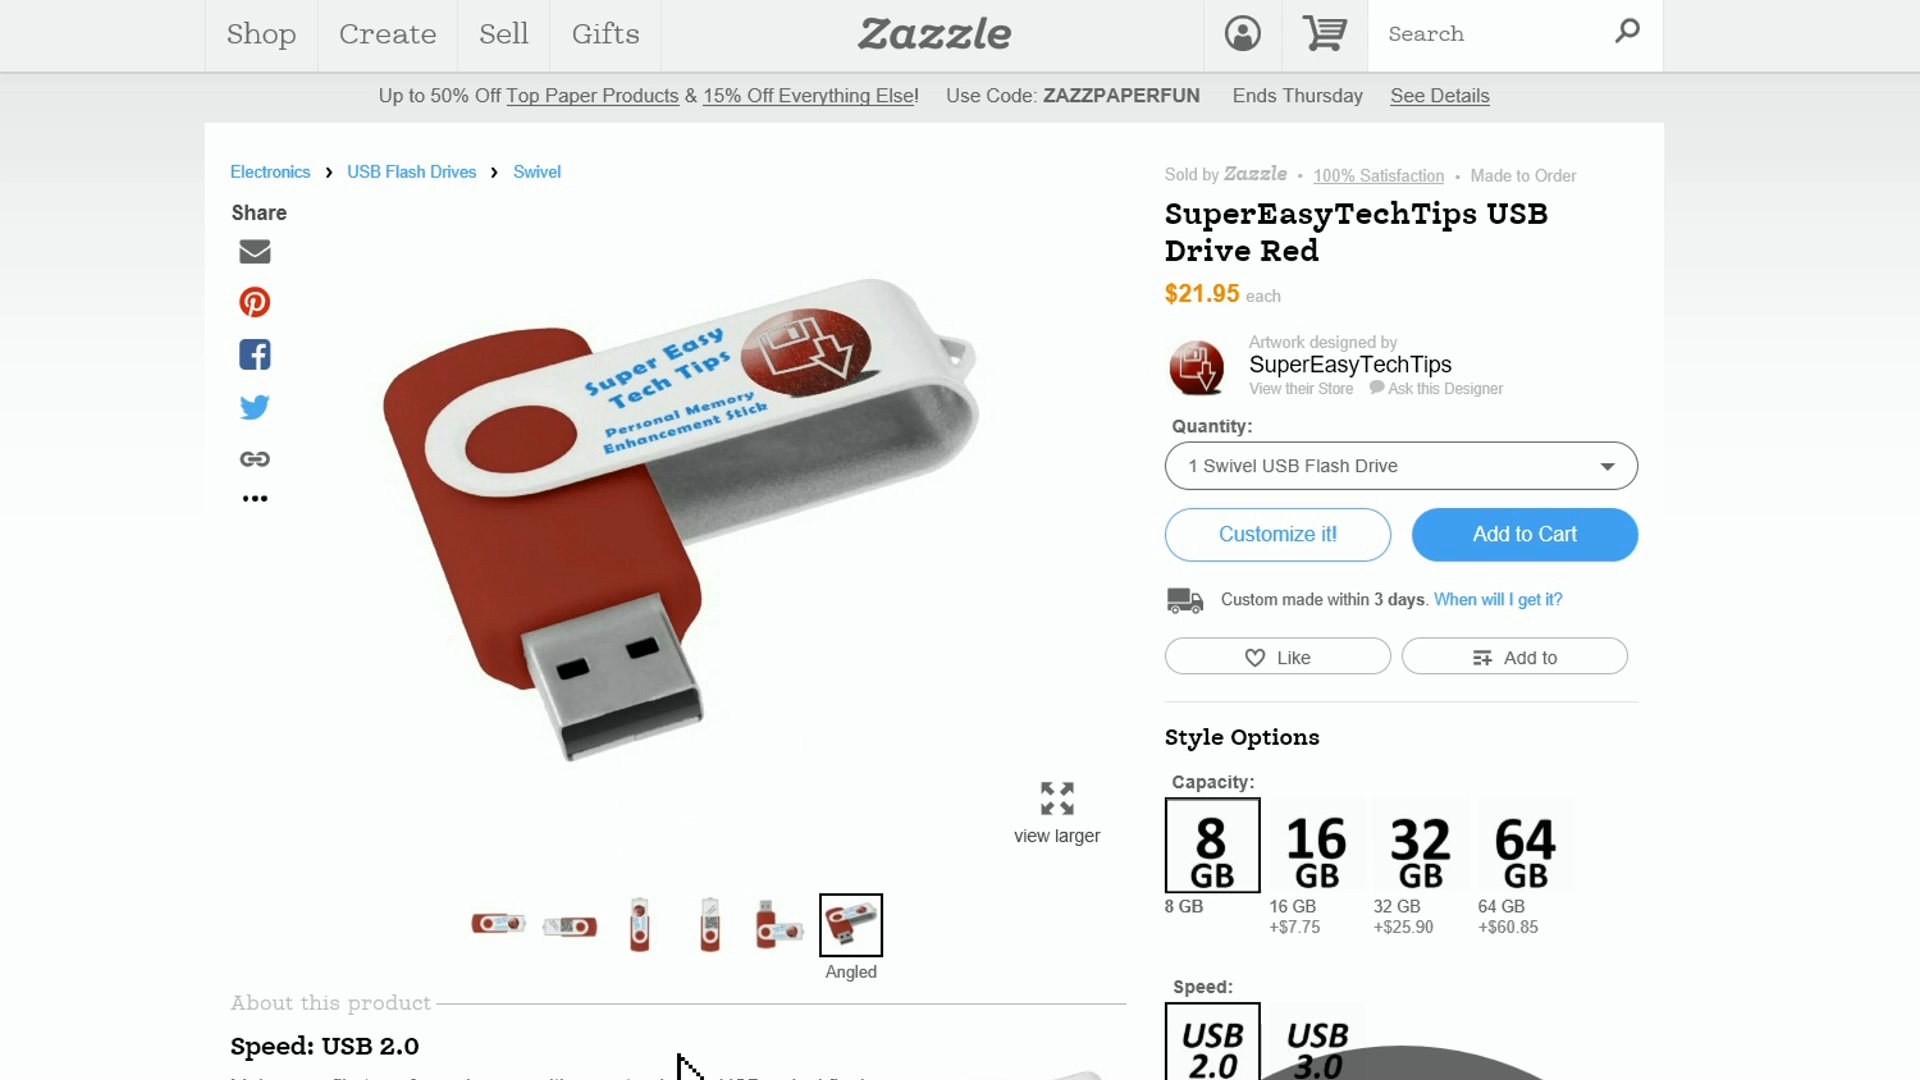 Shop
Create
Sell
Gifts
Zazzle
Search
Up to 50% Off Top Paper Products & 15% Off Everything Else! Use Code: ZAZZPAPERFUN Ends Thursday See Details
Electronics › USB Flash Drives › Swivel
Share
Super Easy
Tech Tips
Personal Memory
Enhancement Stick
view larger
Angled
About this product
Speed: USB 2.0
Sold by Zazzle • 100% Satisfaction • Made to Order
SuperEasyTechTips USB
Drive Red
$21.95 each
Artwork designed by
SuperEasyTechTips
View their Store Ask this Designer
Quantity:
1 Swivel USB Flash Drive
Customize it!
Add to Cart
Custom made within 3 days. When will I get it?
Like
Add to
Style Options
Capacity:
8 GB
16 GB
32 GB
64 GB
8 GB
16 GB
+$7.75
32 GB
+$25.90
64 GB
+$60.85
Speed:
USB 2.0
USB 3.0